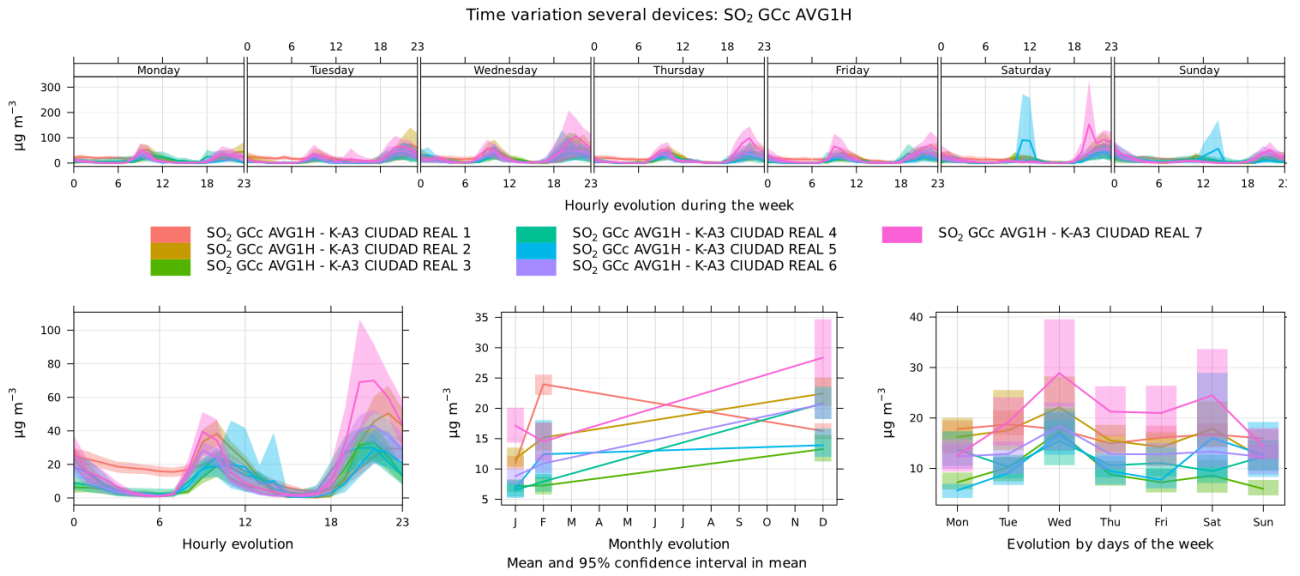 Time variation several devices: SO₂ GCc AVG1H
0 6 12 18 23 0 6 12 18 23 0 6 12 18 23
Monday Tuesday Wednesday Thursday Friday Saturday Sunday
µg m⁻³
300
200
100
0
0 6 12 18 23 0 6 12 18 23 0 6 12 18 23 0 6 12 18 23
Hourly evolution during the week
SO₂ GCc AVG1H - K-A3 CIUDAD REAL 1
SO₂ GCc AVG1H - K-A3 CIUDAD REAL 2
SO₂ GCc AVG1H - K-A3 CIUDAD REAL 3
SO₂ GCc AVG1H - K-A3 CIUDAD REAL 4
SO₂ GCc AVG1H - K-A3 CIUDAD REAL 5
SO₂ GCc AVG1H - K-A3 CIUDAD REAL 6
SO₂ GCc AVG1H - K-A3 CIUDAD REAL 7
µg m⁻³
100
80
60
40
20
0
0 6 12 18 23
Hourly evolution
µg m⁻³
35
30
25
20
15
10
5
J F M A M J J A S O N D
Monthly evolution
µg m⁻³
40
30
20
10
Mon Tue Wed Thu Fri Sat Sun
Evolution by days of the week
Mean and 95% confidence interval in mean